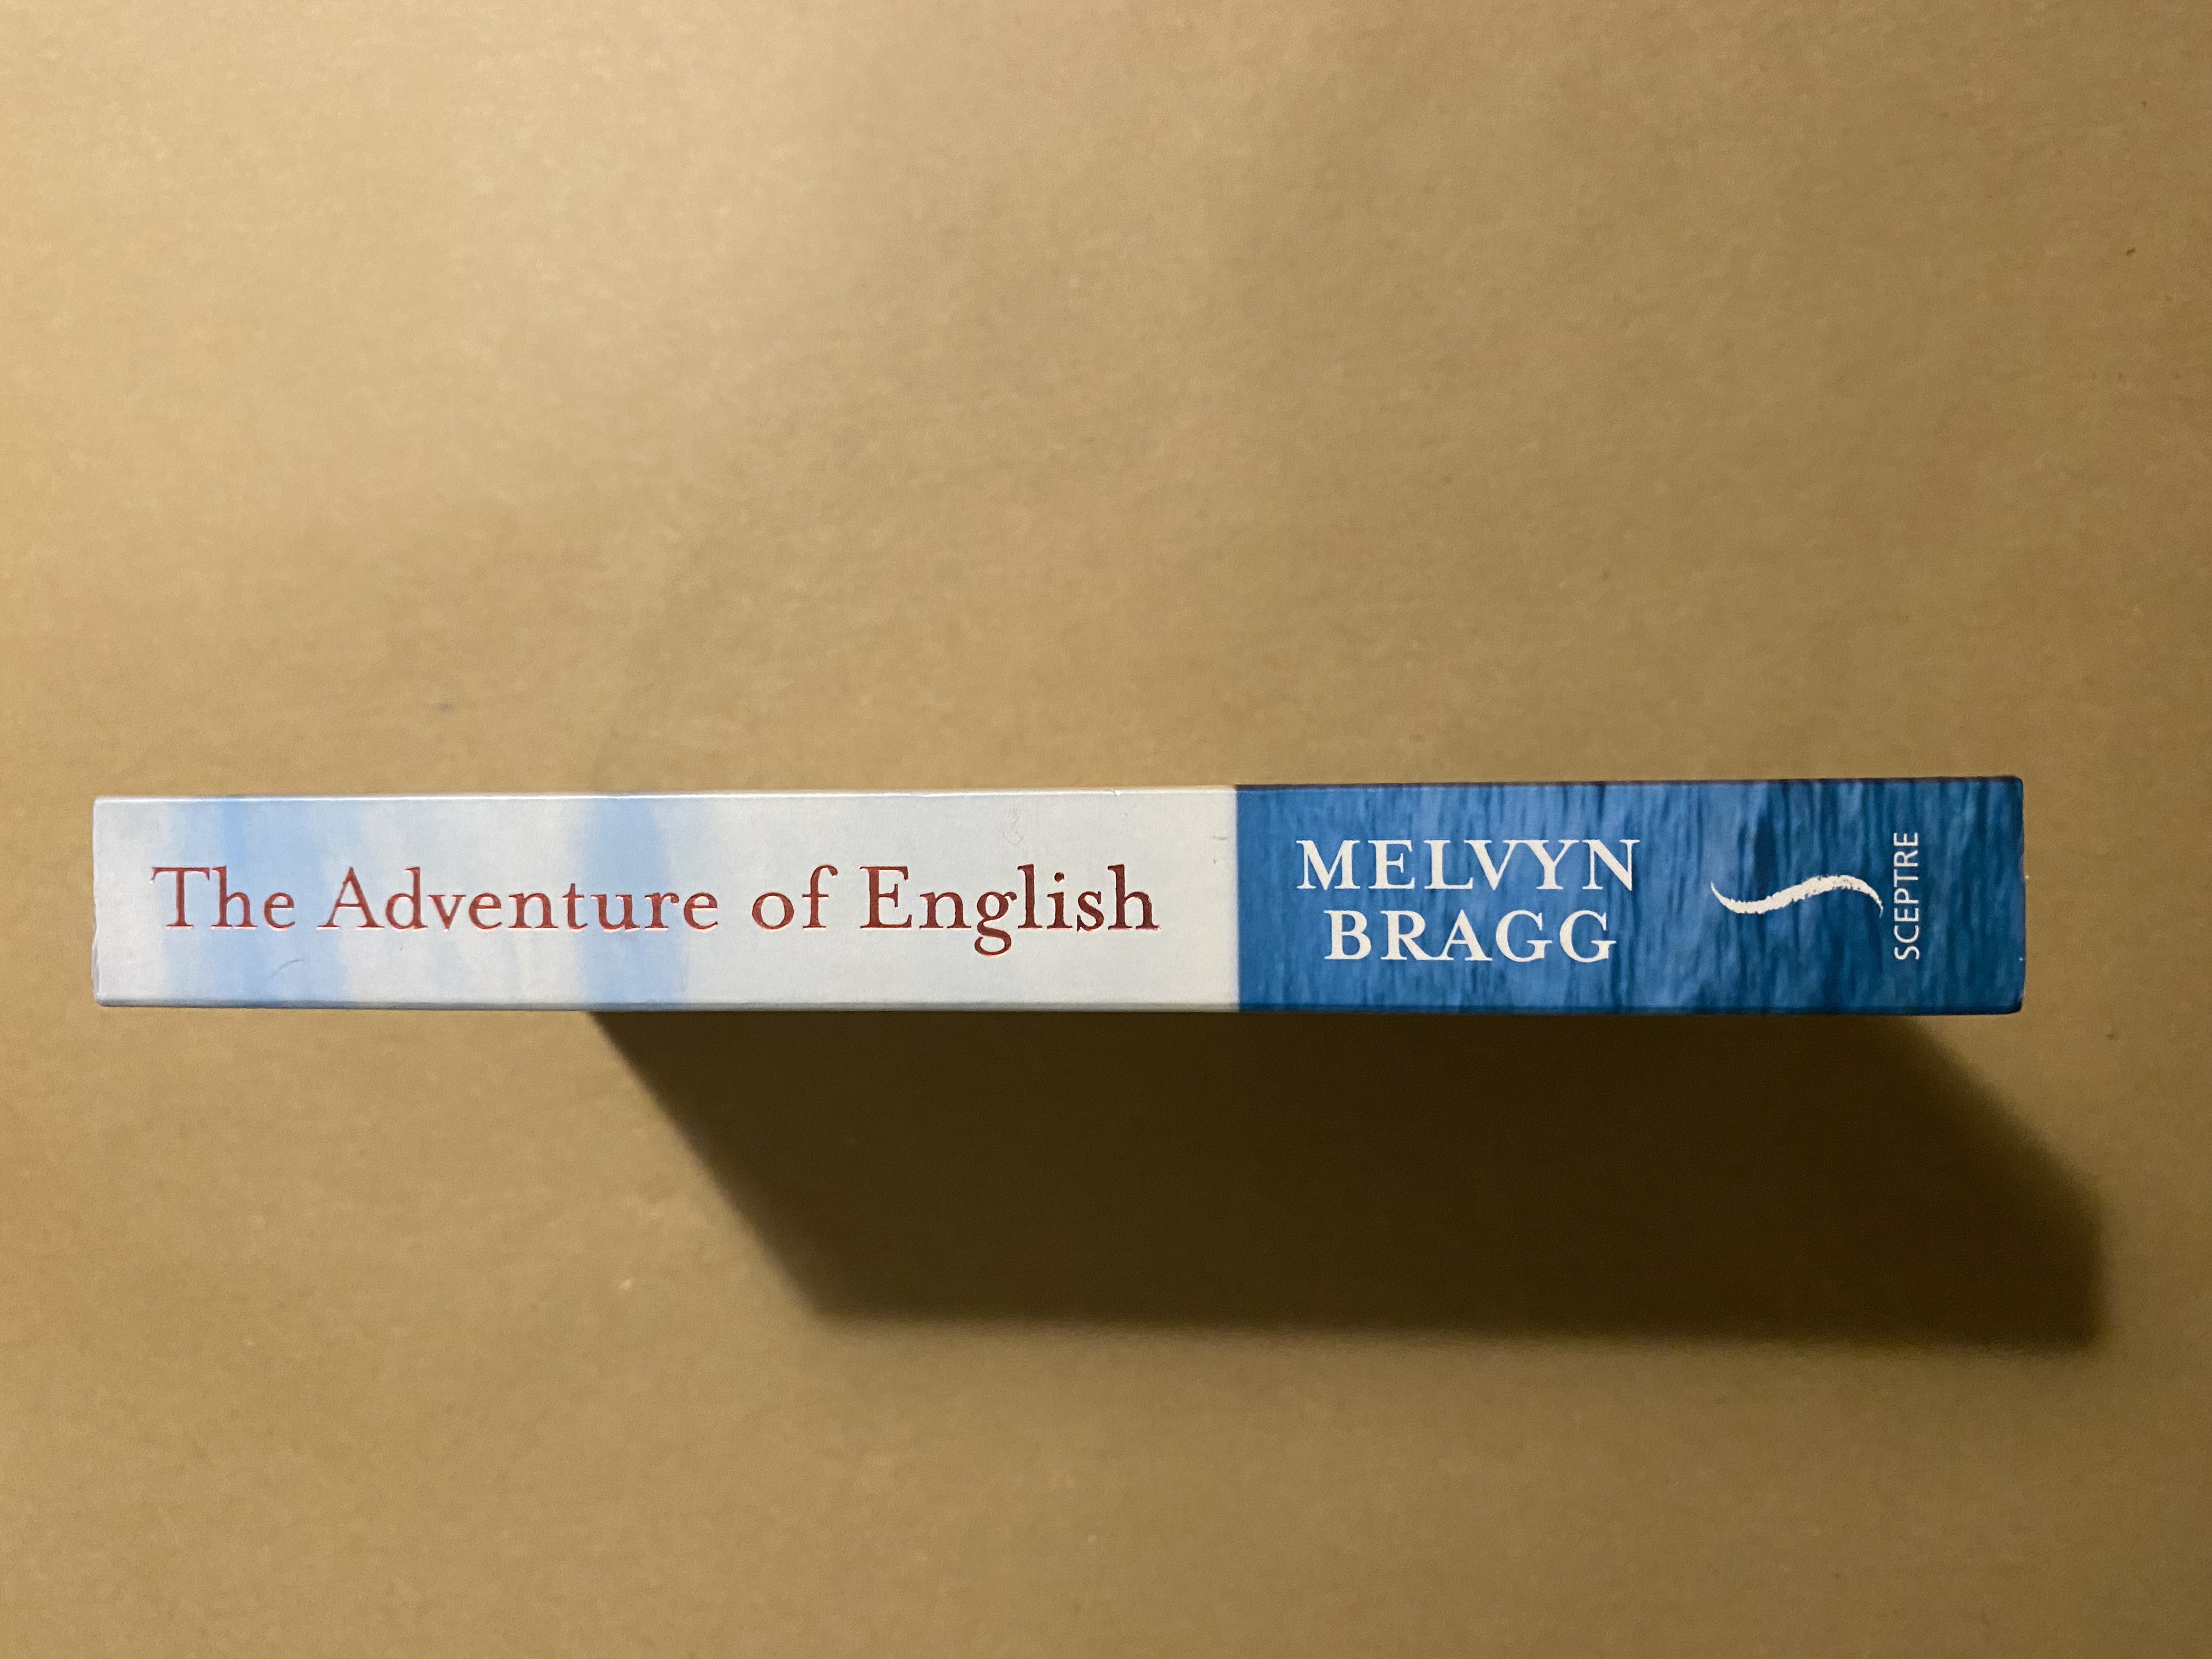 The Adventure of English
MELVYN
BRAGG
SCEPTRE